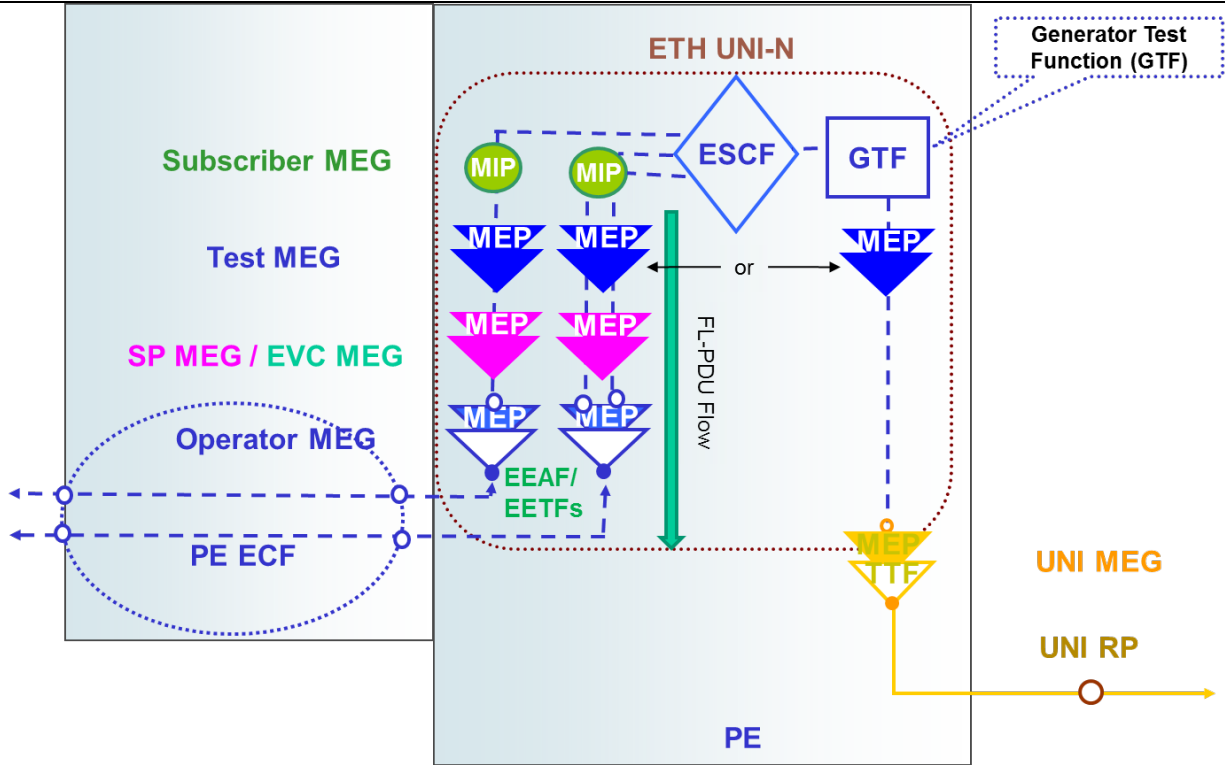 ETH UNI-N
Generator Test
Function (GTF)
ESCF
GTF
MIP
MIP
Subscriber MEG
MEP
MEP
MEP
Test MEG
or
MEP
MEP
SP MEG / EVC MEG
FL-PDU Flow
MEP
MEP
Operator MEG
EEAF/
EETFs
PE ECF
MEP
TTF
UNI MEG
UNI RP
PE